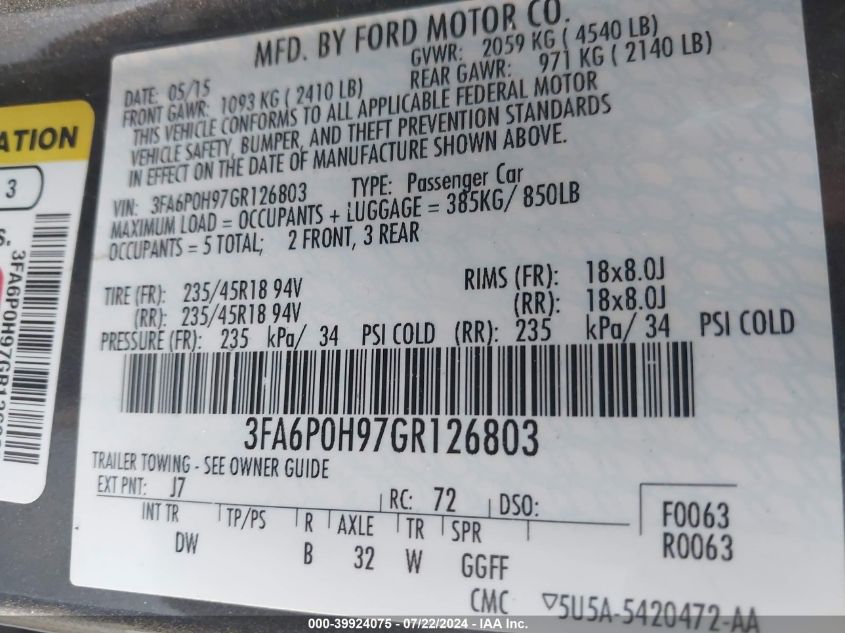 MFD. BY FORD MOTOR CO.
DATE: 05/15 GVWR: 2059 KG ( 4540 LB)
FRONT GAWR: 1093 KG ( 2410 LB) REAR GAWR: 971 KG ( 2140 LB)
THIS VEHICLE CONFORMS TO ALL APPLICABLE FEDERAL MOTOR
VEHICLE SAFETY, BUMPER, AND THEFT PREVENTION STANDARDS
IN EFFECT ON THE DATE OF MANUFACTURE SHOWN ABOVE.
VIN: 3FA6P0H97GR126803 TYPE: Passenger Car
MAXIMUM LOAD = OCCUPANTS + LUGGAGE = 385KG/ 850LB
OCCUPANTS = 5 TOTAL; 2 FRONT, 3 REAR
TIRE (FR): 235/45R18 94V RIMS (FR): 18x8.0J
(RR): 235/45R18 94V (RR): 18x8.0J
PRESSURE (FR): 235 kPa/ 34 PSI COLD (RR): 235 kPa/ 34 PSI COLD
3FA6P0H97GR126803
TRAILER TOWING - SEE OWNER GUIDE
EXT PNT: J7 RC: 72 DSO:
INT TR TP/PS R AXLE TR SPR
DW B 32 W GGFF
F0063
R0063
CMC ▽5U5A-5420472-AA
ATION
3
3FA6P0H97GR12
000-39924075 - 07/22/2024 - IAA Inc.